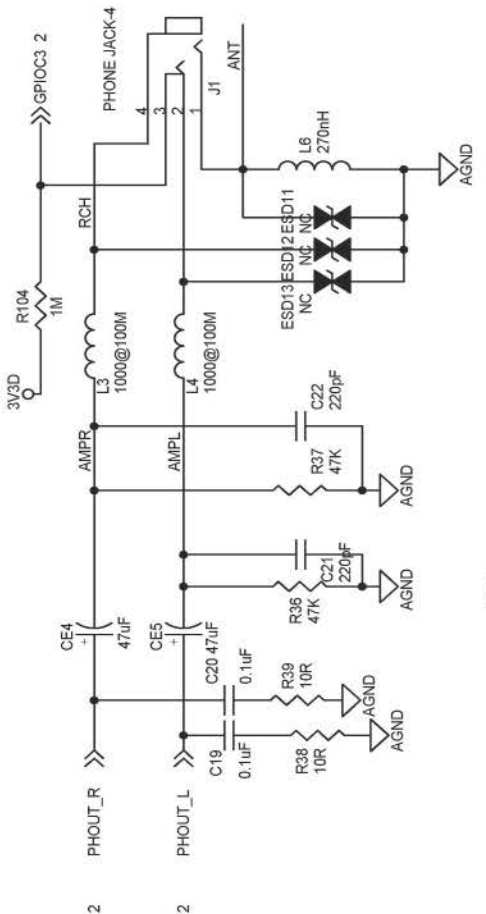 GPIOC3 2
PHONE JACK-4
R104
1M
3V3D
4
3
2
1
J1
RCH
ANT
L3
1000@100M
L4
1000@100M
L6
270nH
ESD11
NC
ESD12
NC
ESD13
NC
AGND
AMPR
AMPL
C22
220pF
R37
47K
AGND
C21
220pF
R36
47K
AGND
CE4
+
47uF
CE5
+
47uF
C20
0.1uF
R39
10R
AGND
C19
0.1uF
R38
10R
AGND
2 PHOUT_R
2 PHOUT_L